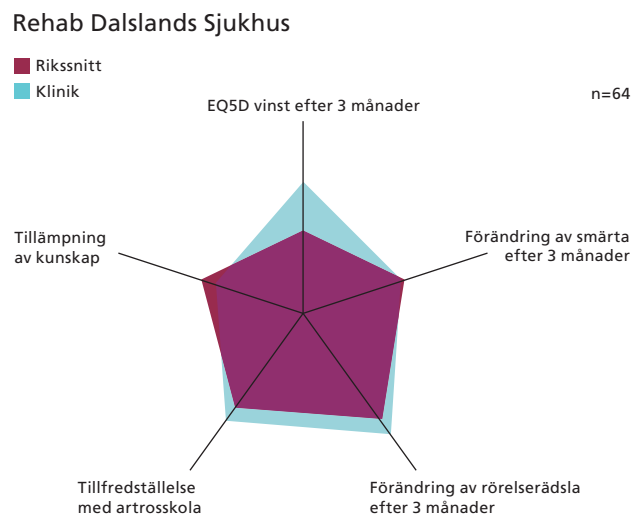 Rehab Dalslands Sjukhus
Rikssnitt
Klinik
n=64
EQ5D vinst efter 3 månader
Tillämpning
av kunskap
Förändring av smärta
efter 3 månader
Tillfredställelse
med artrosskola
Förändring av rörelserädsla
efter 3 månader